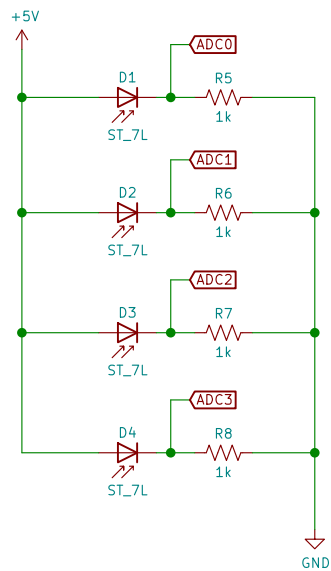 +5V
ADC0
D1
R5
ST_7L
1k
ADC1
D2
R6
ST_7L
1k
ADC2
D3
R7
ST_7L
1k
ADC3
D4
R8
ST_7L
1k
GND